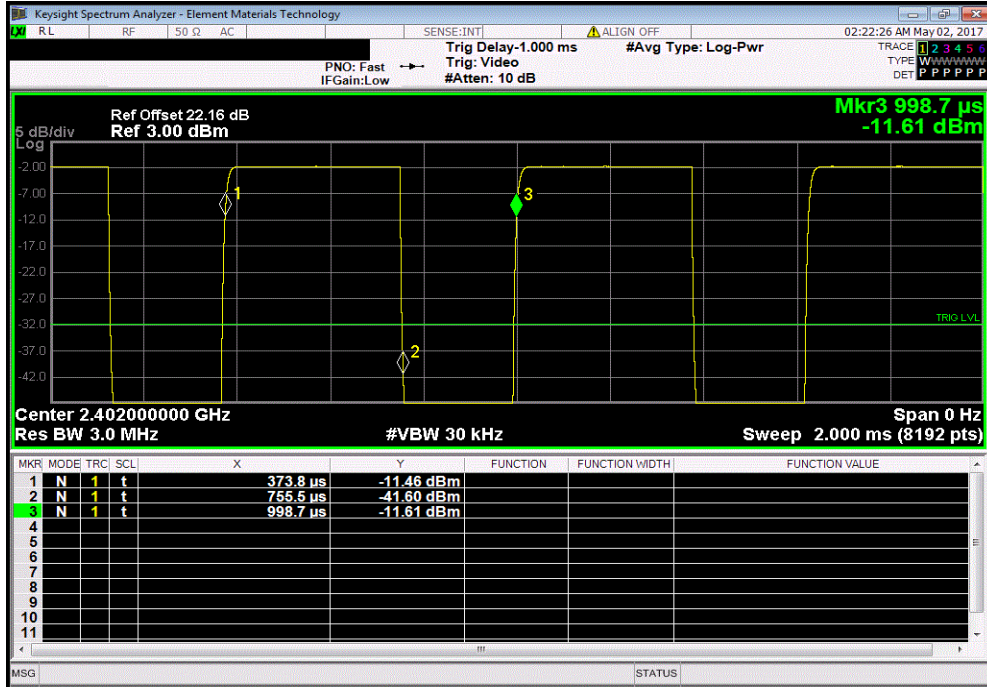 Keysight Spectrum Analyzer - Element Materials Technology
LXI RL RF 50 Ω AC SENSE:INT ALIGN OFF 02:22:26 AM May 02, 2017
Trig Delay-1.000 ms #Avg Type: Log-Pwr TRACE 1 2 3 4 5 6
PNO: Fast Trig: Video TYPE WWWWWW
IFGain:Low #Atten: 10 dB DET P P P P P P
Mkr3 998.7 µs
-11.61 dBm
Ref Offset 22.16 dB
5 dB/div Ref 3.00 dBm
Log
-2.00
-7.00
1
3
-12.0
-17.0
-22.0
-27.0
-32.0
TRIG LVL
-37.0
2
-42.0
Center 2.402000000 GHz Span 0 Hz
Res BW 3.0 MHz #VBW 30 kHz Sweep 2.000 ms (8192 pts)
MKR MODE TRC SCL X Y FUNCTION FUNCTION WIDTH FUNCTION VALUE
1 N 1 t 373.8 µs -11.46 dBm
2 N 1 t 755.5 µs -41.60 dBm
3 N 1 t 998.7 µs -11.61 dBm
4
5
6
7
8
9
10
11
MSG STATUS